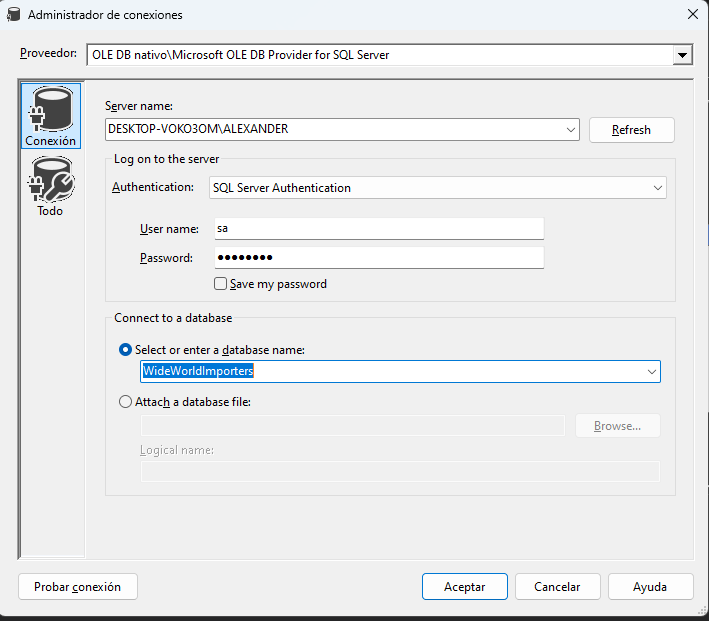 Administrador de conexiones
Proveedor: OLE DB nativo\Microsoft OLE DB Provider for SQL Server
Conexión
Todo
Server name:
DESKTOP-VOKO3OM\ALEXANDER Refresh
Log on to the server
Authentication: SQL Server Authentication
User name: sa
Password: ●●●●●●●●
Save my password
Connect to a database
Select or enter a database name:
WideWorldImporters
Attach a database file:
Browse...
Logical name:
Probar conexión Aceptar Cancelar Ayuda